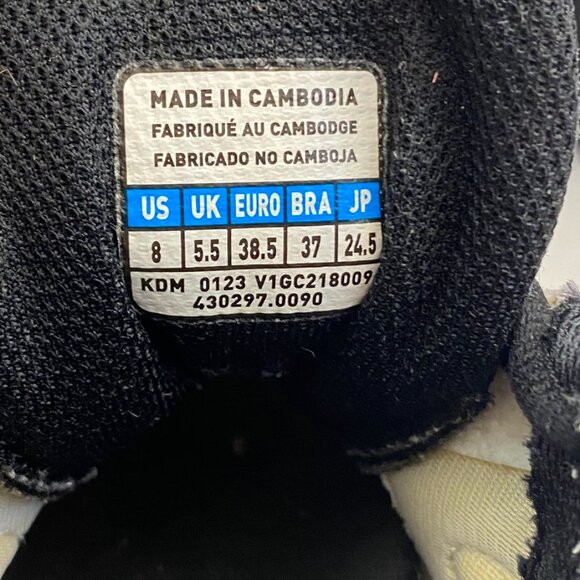 MADE IN CAMBODIA
FABRIQUÉ AU CAMBODGE
FABRICADO NO CAMBOJA
US UK EURO BRA JP
8 5.5 38.5 37 24.5
KDM 0123 V1GC218009
430297.0090